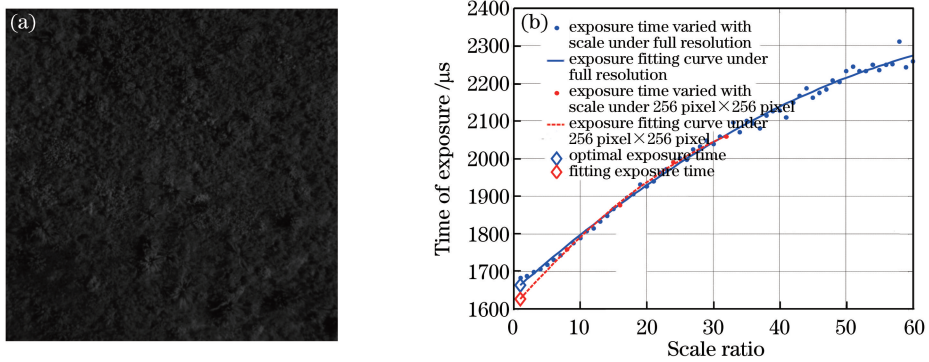 (a)
(b)
2400
2300
2200
2100
2000
1900
1800
1700
1600
Time of exposure /μs
exposure time varied with
scale under full resolution
exposure fitting curve under
full resolution
exposure time varied with
scale under 256 pixel×256 pixel
exposure fitting curve under
256 pixel×256 pixel
optimal exposure time
fitting exposure time
0
10
20
30
40
50
60
Scale ratio